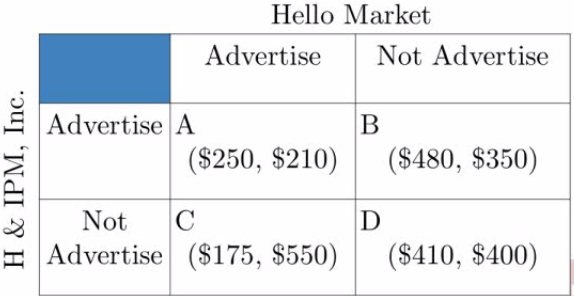 Hello Market
Advertise
Not Advertise
H & IPM, Inc.
Advertise
A
($250, $210)
B
($480, $350)
Not
Advertise
C
($175, $550)
D
($410, $400)